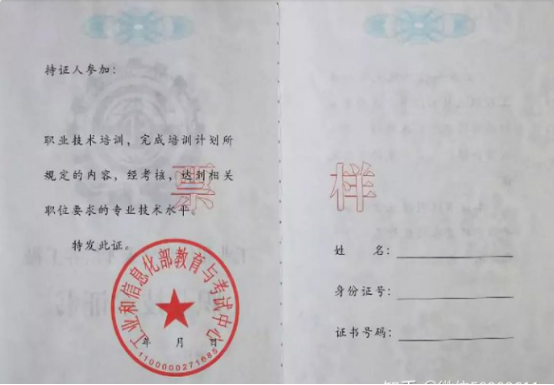 持证人参加：
职业技术培训，完成培训计划所
规定的内容，经考核，达到相关
职位要求的专业技术水平。
特发此证。
工业和信息化部教育与考试中心
年 月 日
1100000271685
票 样
姓 名：
身份证号：
证书号码：